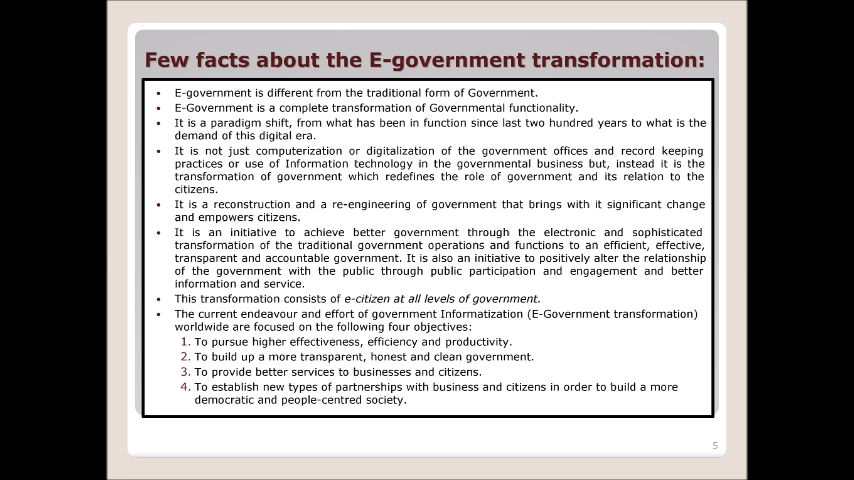 Few facts about the E-government transformation:
• E-government is different from the traditional form of Government.
• E-Government is a complete transformation of Governmental functionality.
• It is a paradigm shift, from what has been in function since last two hundred years to what is the
demand of this digital era.
• It is not just computerization or digitalization of the government offices and record keeping
practices or use of Information technology in the governmental business but, instead it is the
transformation of government which redefines the role of government and its relation to the
citizens.
• It is a reconstruction and a re-engineering of government that brings with it significant change
and empowers citizens.
• It is an initiative to achieve better government through the electronic and sophisticated
transformation of the traditional government operations and functions to an efficient, effective,
transparent and accountable government. It is also an initiative to positively alter the relationship
of the government with the public through public participation and engagement and better
information and service.
• This transformation consists of e-citizen at all levels of government.
• The current endeavour and effort of government Informatization (E-Government transformation)
worldwide are focused on the following four objectives:
1. To pursue higher effectiveness, efficiency and productivity.
2. To build up a more transparent, honest and clean government.
3. To provide better services to businesses and citizens.
4. To establish new types of partnerships with business and citizens in order to build a more
democratic and people-centred society.
5